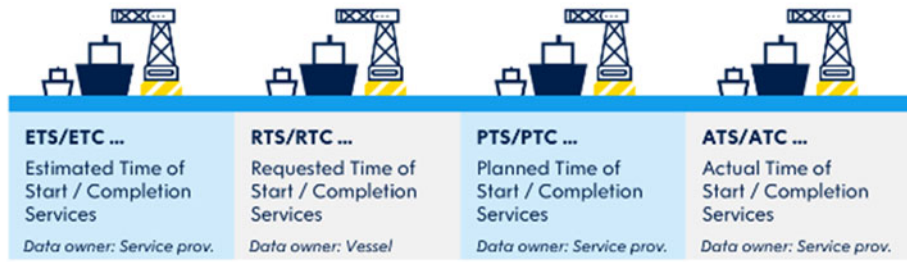 ETS/ETC ...
Estimated Time of
Start / Completion
Services
Data owner: Service prov.
RTS/RTC ...
Requested Time of
Start / Completion
Services
Data owner: Vessel
PTS/PTC ...
Planned Time of
Start / Completion
Services
Data owner: Service prov.
ATS/ATC ...
Actual Time of
Start / Completion
Services
Data owner: Service prov.